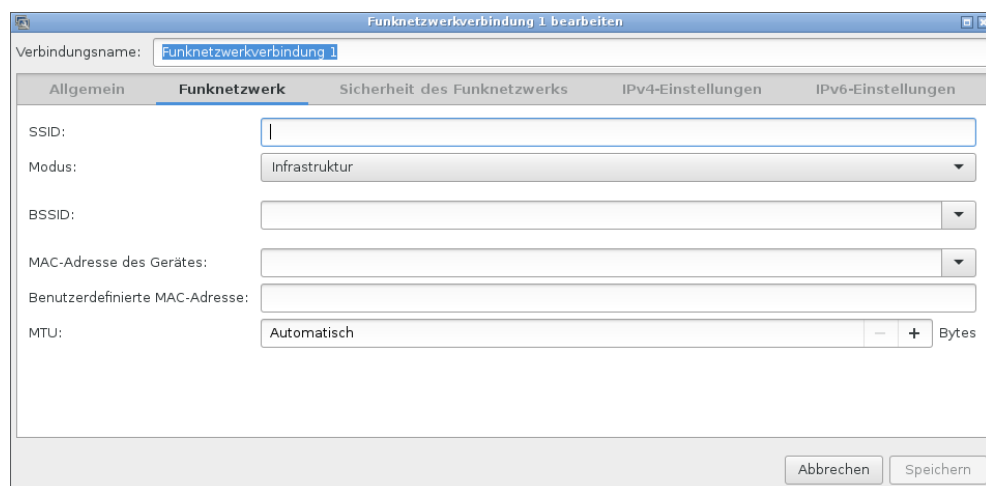 Funknetzwerkverbindung 1 bearbeiten
Verbindungsname: Funknetzwerkverbindung 1
Allgemein Funknetzwerk Sicherheit des Funknetzwerks IPv4-Einstellungen IPv6-Einstellungen
SSID:
Modus: Infrastruktur
BSSID:
MAC-Adresse des Gerätes:
Benutzerdefinierte MAC-Adresse:
MTU: Automatisch − + Bytes
Abbrechen Speichern